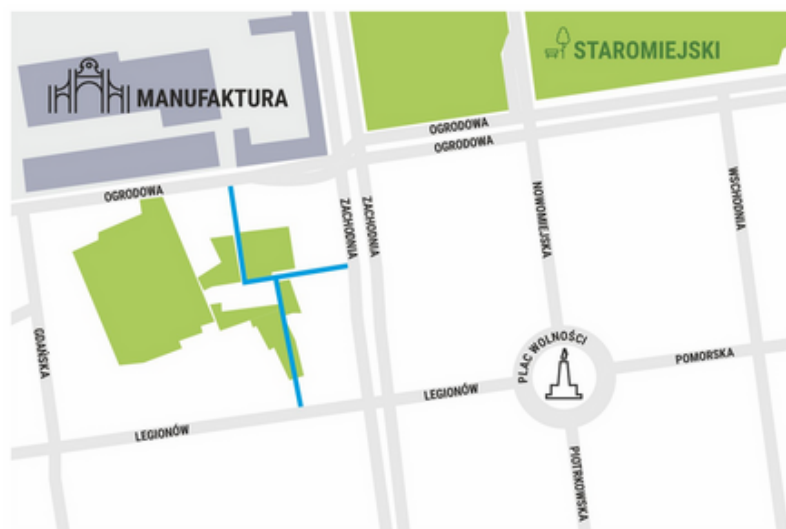 STAROMIEJSKI
MANUFAKTURA
OGRODOWA
OGRODOWA
OGRODOWA
ZACHODNIA
ZACHODNIA
NOWOMIEJSKA
WSCHODNIA
GDAŃSKA
PLAC WOLNOŚCI
POMORSKA
LEGIONÓW
LEGIONÓW
PIOTRKOWSKA